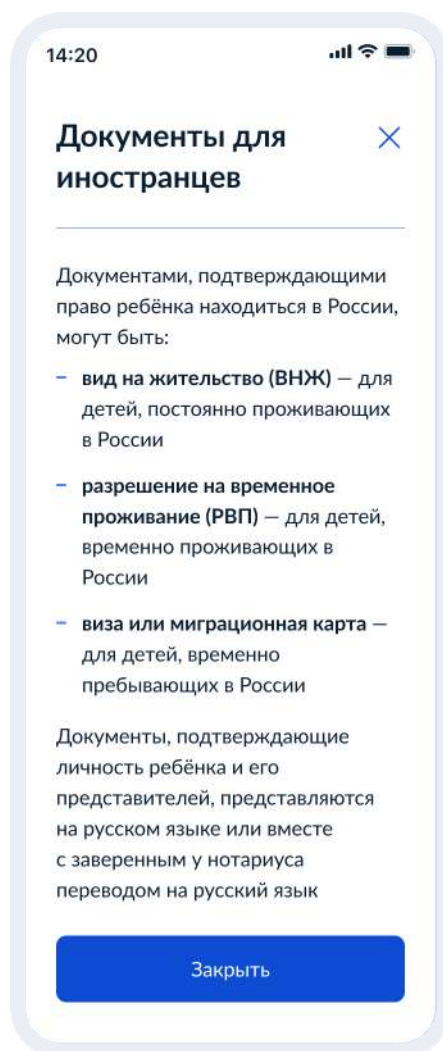 14:20
Документы для
иностранцев
Документами, подтверждающими
право ребёнка находиться в России,
могут быть:
– вид на жительство (ВНЖ) — для
детей, постоянно проживающих
в России
– разрешение на временное
проживание (РВП) — для детей,
временно проживающих в
России
– виза или миграционная карта —
для детей, временно
пребывающих в России
Документы, подтверждающие
личность ребёнка и его
представителей, представляются
на русском языке или вместе
с заверенным у нотариуса
переводом на русский язык
Закрыть